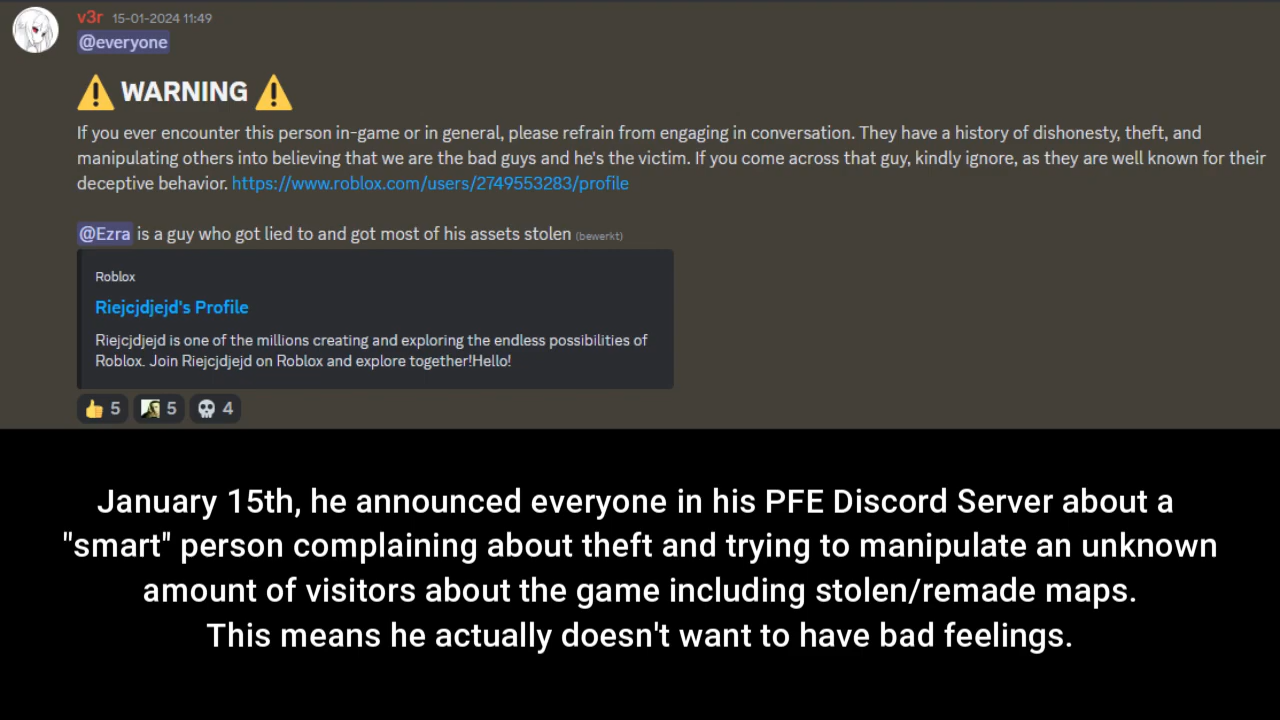 v3r 15-01-2024 11:49
@everyone
⚠️ WARNING ⚠️
If you ever encounter this person in-game or in general, please refrain from engaging in conversation. They have a history of dishonesty, theft, and
manipulating others into believing that we are the bad guys and he's the victim. If you come across that guy, kindly ignore, as they are well known for their
deceptive behavior. https://www.roblox.com/users/2749553283/profile
@Ezra is a guy who got lied to and got most of his assets stolen (bewerkt)
Roblox
Riejcjdjejd's Profile
Riejcjdjejd is one of the millions creating and exploring the endless possibilities of
Roblox. Join Riejcjdjejd on Roblox and explore together!Hello!
👍 5 5 💀 4
January 15th, he announced everyone in his PFE Discord Server about a
"smart" person complaining about theft and trying to manipulate an unknown
amount of visitors about the game including stolen/remade maps.
This means he actually doesn't want to have bad feelings.